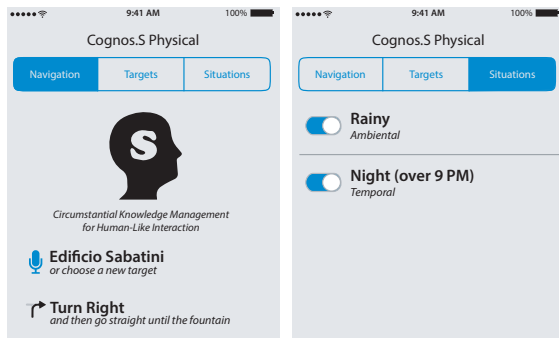 9:41 AM 100%
Cognos.S Physical
Navigation Targets Situations
S
Circumstantial Knowledge Management
for Human-Like Interaction
Edificio Sabatini
or choose a new target
Turn Right
and then go straight until the fountain
9:41 AM 100%
Cognos.S Physical
Navigation Targets Situations
Rainy
Ambiental
Night (over 9 PM)
Temporal